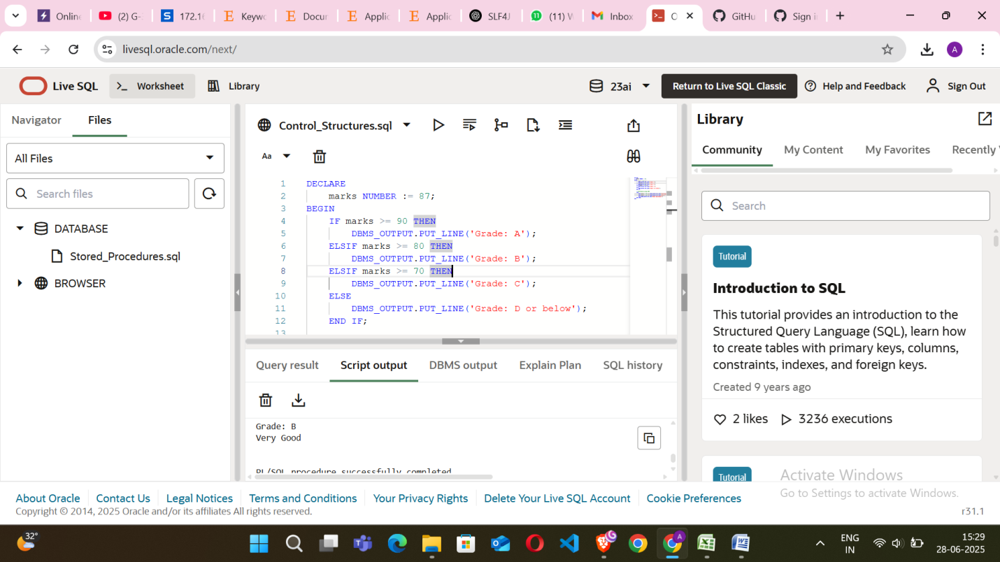 Online
(2) G-
172.16
Keywo
Docur
Applic
Applic
SLF4J
(11) W
Inbox
GitHu
Sign i
livesql.oracle.com/next/
A
Live SQL
Worksheet
Library
23ai
Return to Live SQL Classic
Help and Feedback
Sign Out
Navigator
Files
All Files
Search files
DATABASE
Stored_Procedures.sql
BROWSER
Control_Structures.sql
Aa
1 DECLARE
2 marks NUMBER := 87;
3 BEGIN
4 IF marks >= 90 THEN
5 DBMS_OUTPUT.PUT_LINE('Grade: A');
6 ELSIF marks >= 80 THEN
7 DBMS_OUTPUT.PUT_LINE('Grade: B');
8 ELSIF marks >= 70 THEN
9 DBMS_OUTPUT.PUT_LINE('Grade: C');
10 ELSE
11 DBMS_OUTPUT.PUT_LINE('Grade: D or below');
12 END IF;
13
Query result
Script output
DBMS output
Explain Plan
SQL history
Grade: B
Very Good
PL/SQL procedure successfully completed
Library
Community
My Content
My Favorites
Recently
Search
Tutorial
Introduction to SQL
This tutorial provides an introduction to the
Structured Query Language (SQL), learn how
to create tables with primary keys, columns,
constraints, indexes, and foreign keys.
Created 9 years ago
2 likes
3236 executions
Tutorial
Activate Windows
Go to Settings to activate Windows.
About Oracle
Contact Us
Legal Notices
Terms and Conditions
Your Privacy Rights
Delete Your Live SQL Account
Cookie Preferences
Copyright © 2014, 2025 Oracle and/or its affiliates All rights reserved.
r31.1
32°
ENG
IN
15:29
28-06-2025